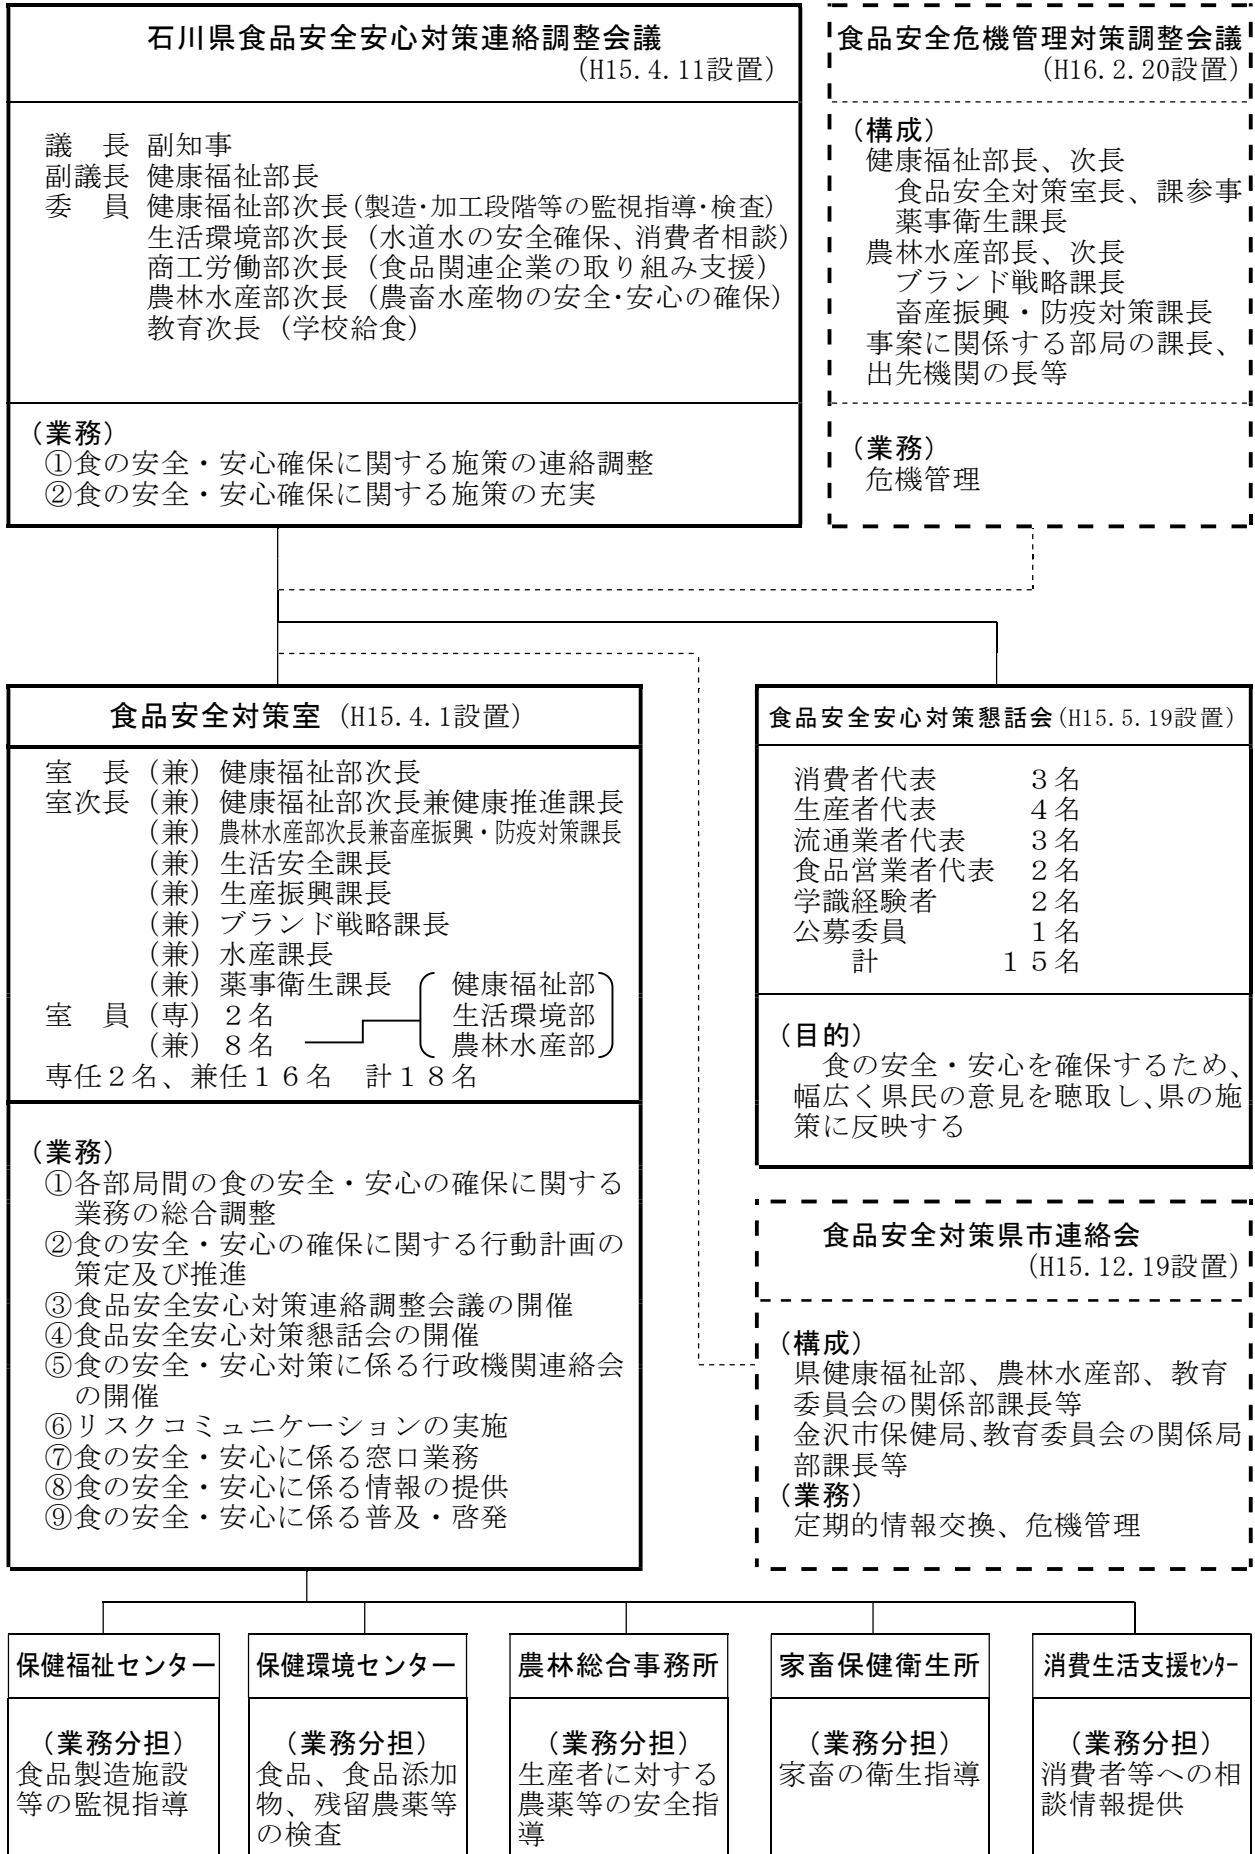 石川県食品安全安心対策連絡調整会議
(H15.4.11設置)
議　長 副知事
副議長 健康福祉部長
委　員 健康福祉部次長(製造・加工段階等の監視指導・検査)
生活環境部次長(水道水の安全確保、消費者相談)
商工労働部次長(食品関連企業の取り組み支援)
農林水産部次長(農畜水産物の安全・安心の確保)
教育次長(学校給食)
(業務)
①食の安全・安心確保に関する施策の連絡調整
②食の安全・安心確保に関する施策の充実
食品安全危機管理対策調整会議
(H16.2.20設置)
(構成)
健康福祉部長、次長
食品安全対策室長、課参事
薬事衛生課長
農林水産部長、次長
ブランド戦略課長
畜産振興・防疫対策課長
事案に関係する部局の課長、
出先機関の長等
(業務)
危機管理
食品安全対策室(H15.4.1設置)
室　長(兼)健康福祉部次長
室次長(兼)健康福祉部次長兼健康推進課長
(兼)農林水産部次長兼畜産振興・防疫対策課長
(兼)生活安全課長
(兼)生産振興課長
(兼)ブランド戦略課長
(兼)水産課長
(兼)薬事衛生課長
室　員(専)２名
(兼)８名
健康福祉部
生活環境部
農林水産部
専任２名、兼任１６名　計１８名
(業務)
①各部局間の食の安全・安心の確保に関する
業務の総合調整
②食の安全・安心の確保に関する行動計画の
策定及び推進
③食品安全安心対策連絡調整会議の開催
④食品安全安心対策懇話会の開催
⑤食の安全・安心対策に係る行政機関連絡会
の開催
⑥リスクコミュニケーションの実施
⑦食の安全・安心に係る窓口業務
⑧食の安全・安心に係る情報の提供
⑨食の安全・安心に係る普及・啓発
食品安全安心対策懇話会(H15.5.19設置)
消費者代表　３名
生産者代表　４名
流通業者代表　３名
食品営業者代表　２名
学識経験者　２名
公募委員　１名
計　１５名
(目的)
食の安全・安心を確保するため、
幅広く県民の意見を聴取し、県の施
策に反映する
食品安全対策県市連絡会
(H15.12.19設置)
(構成)
県健康福祉部、農林水産部、教育
委員会の関係部課長等
金沢市保健局、教育委員会の関係局
部課長等
(業務)
定期的情報交換、危機管理
保健福祉センター
(業務分担)
食品製造施設
等の監視指導
保健環境センター
(業務分担)
食品、食品添加
物、残留農薬等
の検査
農林総合事務所
(業務分担)
生産者に対する
農薬等の安全指
導
家畜保健衛生所
(業務分担)
家畜の衛生指導
消費生活支援ｾﾝﾀｰ
(業務分担)
消費者等への相
談情報提供